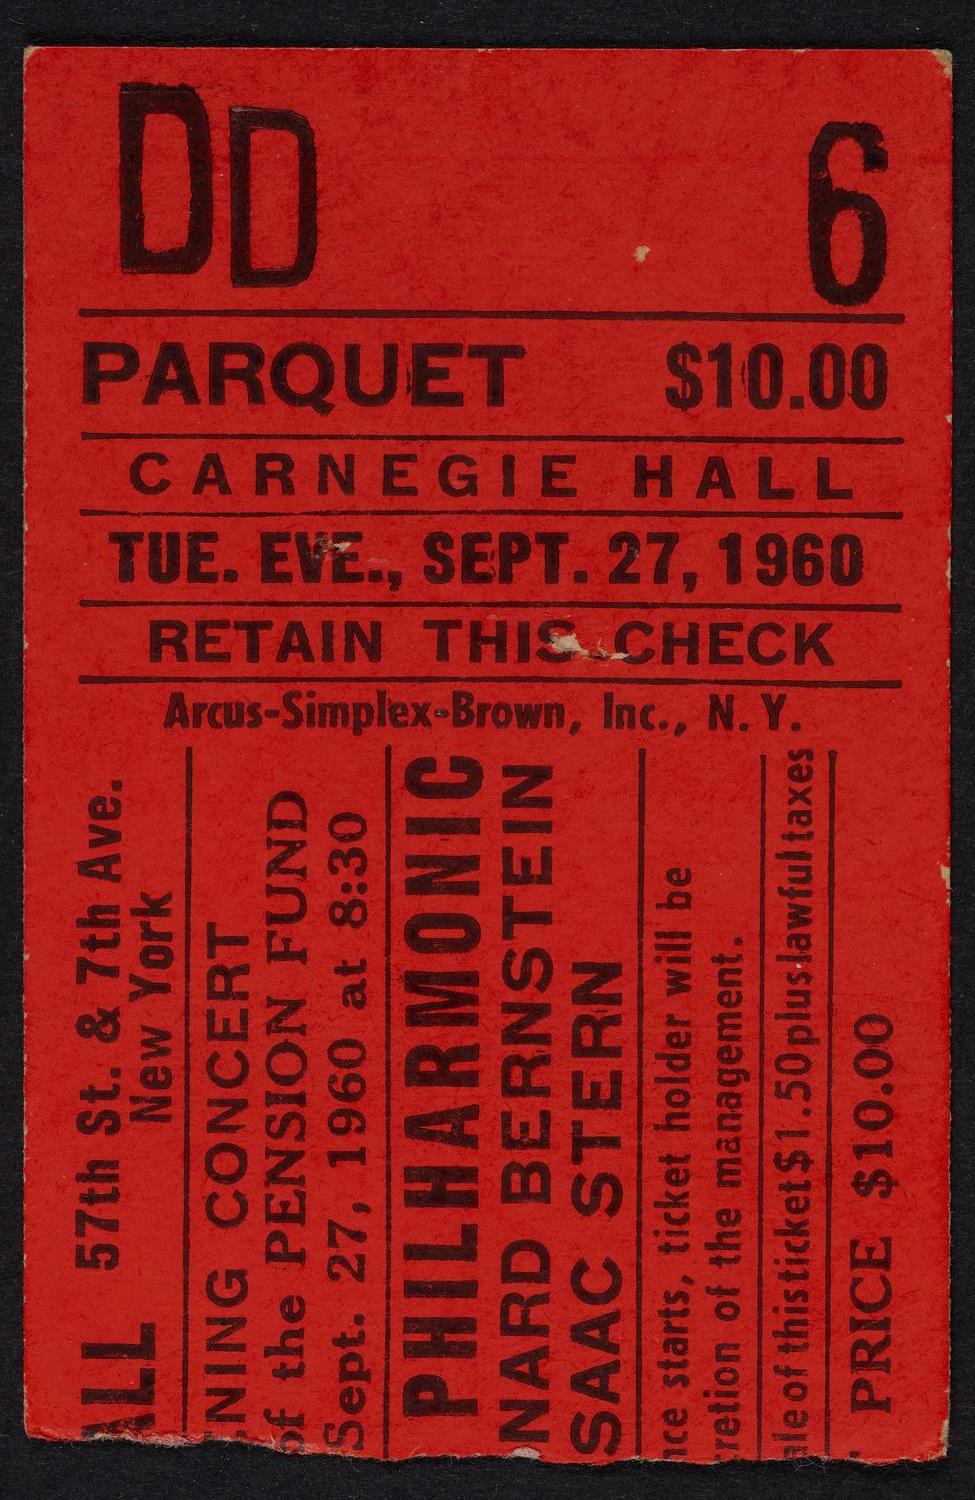 DD 6
PARQUET $10.00
CARNEGIE HALL
TUE. EVE., SEPT. 27, 1960
RETAIN THIS CHECK
Arcus-Simplex-Brown, Inc., N. Y.
ALL 57th St. & 7th Ave.
New York
NING CONCERT
of the PENSION FUND
Sept. 27, 1960 at 8:30
PHILHARMONIC
NARD BERNSTEIN
SAAC STERN
nce starts, ticket holder will be
retion of the management.
ale of this ticket $1.50 plus lawful taxes
PRICE $10.00